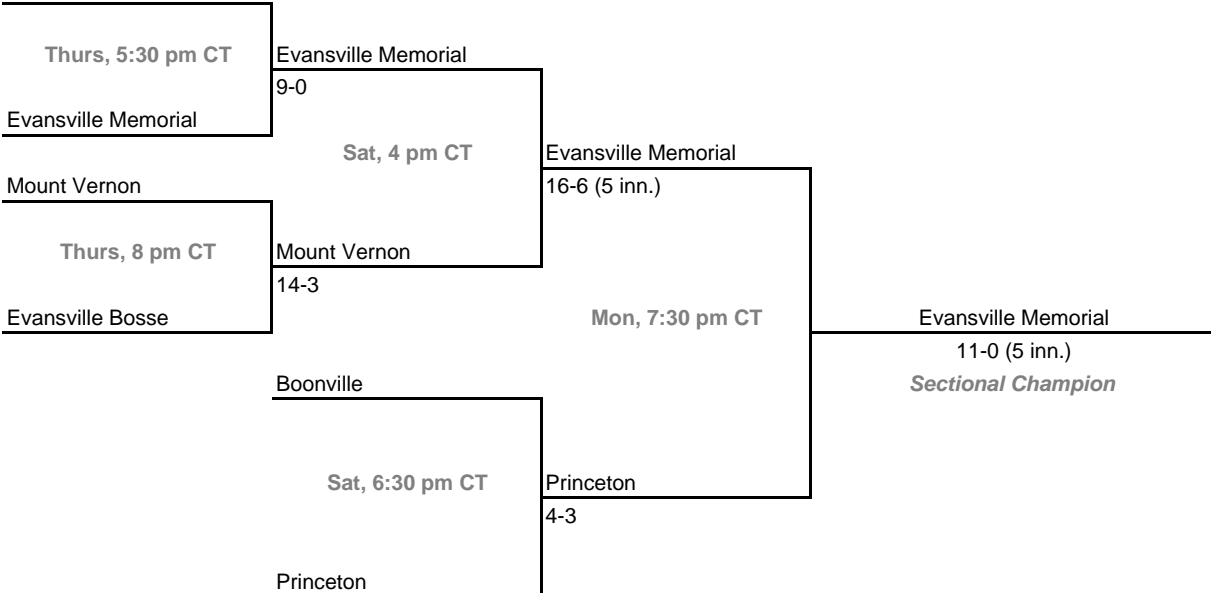 Thurs, 5:30 pm CT
Evansville Memorial
9-0
Evansville Memorial
Sat, 4 pm CT
Evansville Memorial
Mount Vernon
16-6 (5 inn.)
Thurs, 8 pm CT
Mount Vernon
14-3
Evansville Bosse
Mon, 7:30 pm CT
Evansville Memorial
11-0 (5 inn.)
Boonville
Sectional Champion
Sat, 6:30 pm CT
Princeton
4-3
Princeton